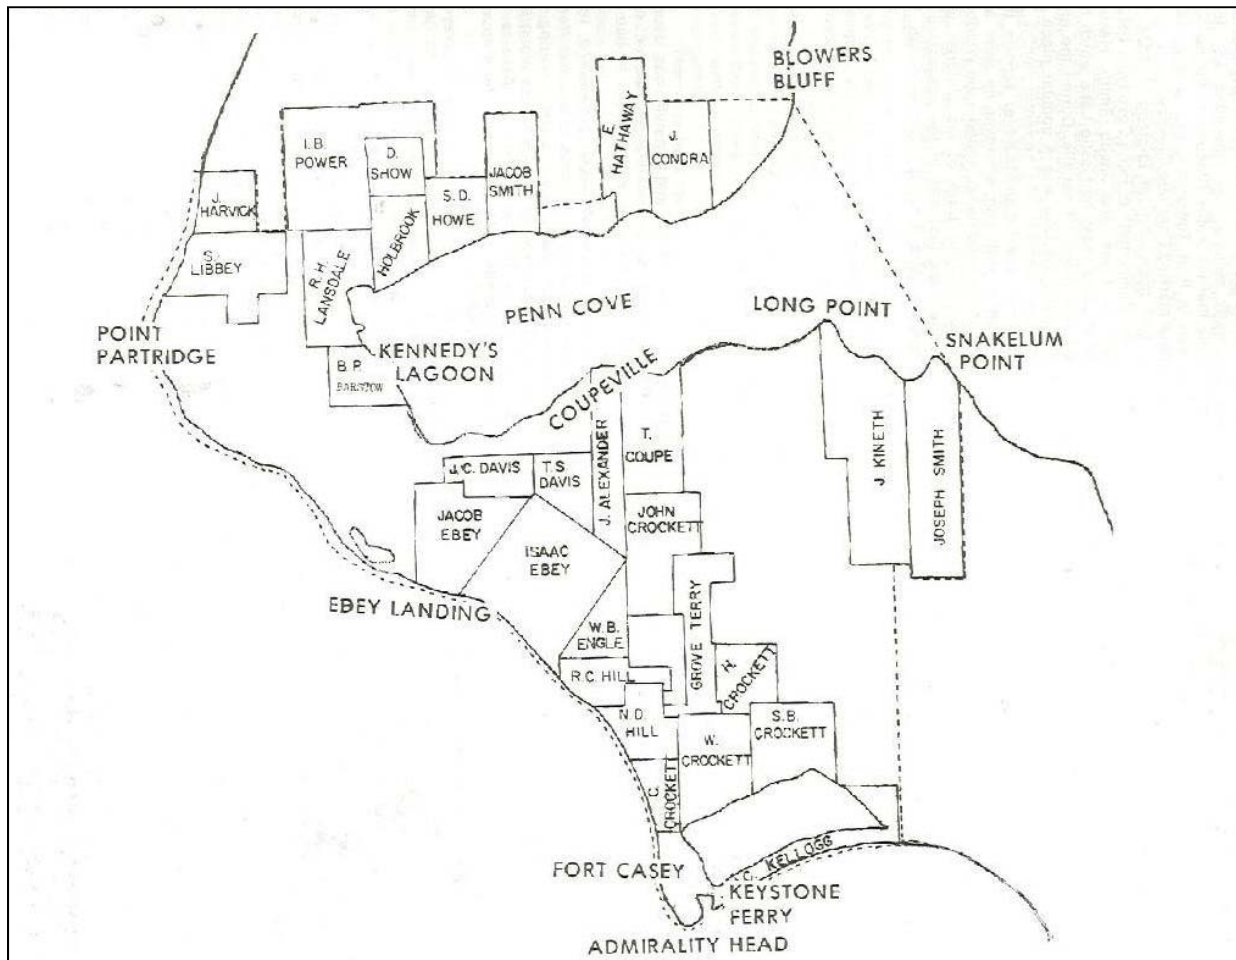 BLOWERS
BLUFF
E.
HATHAWAY
J.
CONDRA
I.B.
POWER
D.
SHOW
JACOB
SMITH
S. D.
HOWE
HOLBROOK
J.
HARVICK
S.
LIBBEY
R. H.
LANSDALE
PENN COVE
LONG POINT
SNAKELUM
POINT
POINT
PARTRIDGE
KENNEDY'S
LAGOON
B. P.
BARSTOW
COUPEVILLE
J. ALEXANDER
T.
COUPE
J. KINETH
JOSEPH SMITH
J. C. DAVIS
T. S.
DAVIS
JACOB
EBEY
ISAAC
EBEY
JOHN
CROCKETT
EBEY LANDING
W. B.
ENGLE
GROVE TERRY
H.
CROCKETT
R.C. HILL
N.D.
HILL
W.
CROCKETT
S.B.
CROCKETT
C.
CROCKETT
FORT CASEY
C. KELLOGG
KEYSTONE
FERRY
ADMIRALITY HEAD